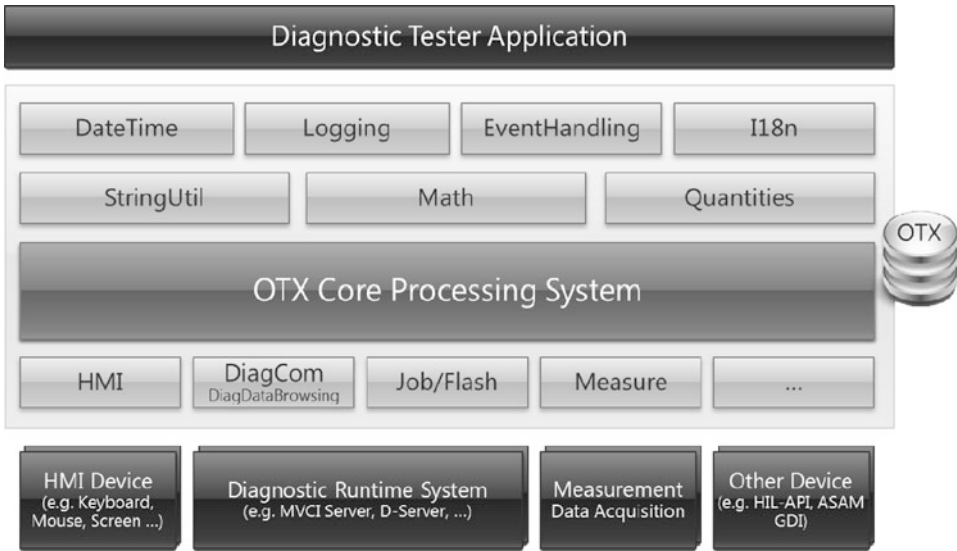 Diagnostic Tester Application
DateTime
Logging
EventHandling
I18n
StringUtil
Math
Quantities
OTX
OTX Core Processing System
HMI
DiagCom
DiagDataBrowsing
Job/Flash
Measure
...
HMI Device
(e.g. Keyboard,
Mouse, Screen ...)
Diagnostic Runtime System
(e.g. MVCI Server, D-Server, ...)
Measurement
Data Acquisition
Other Device
(e.g. HIL-API, ASAM
GDI)